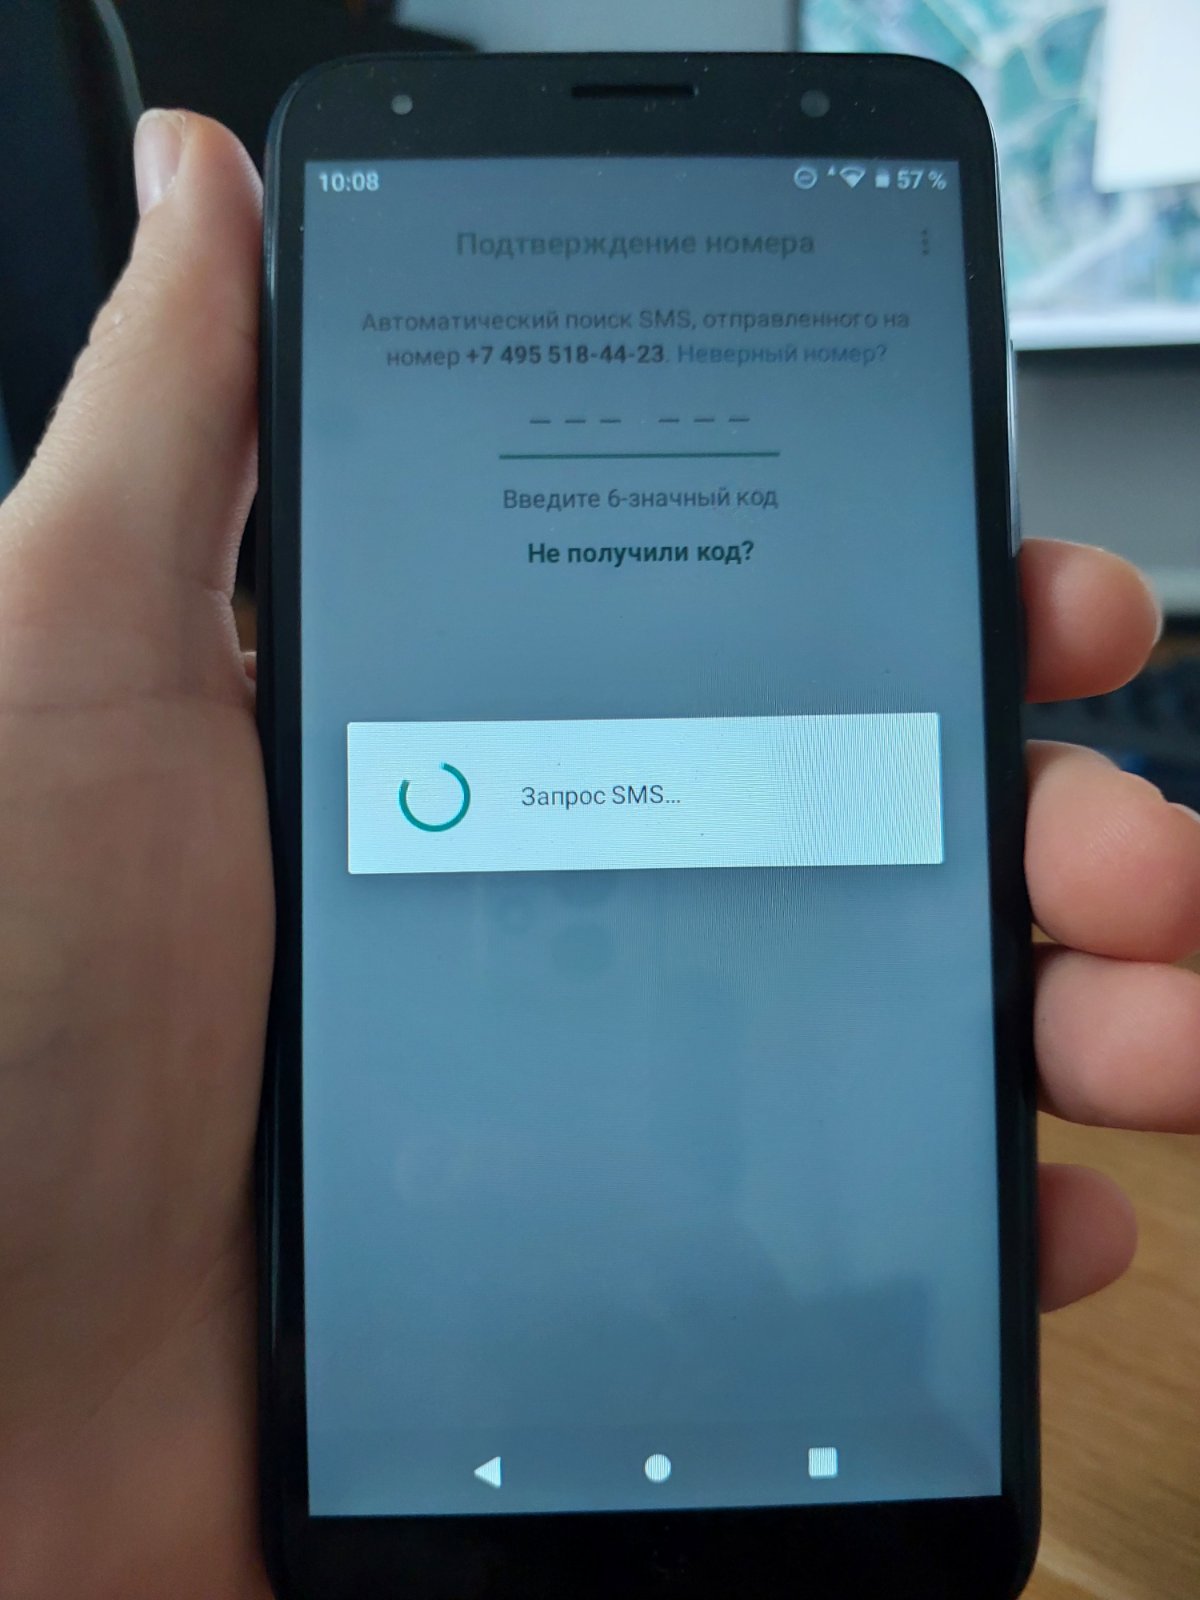 10:08
57 %
Подтверждение номера
Автоматический поиск SMS, отправленного на
номер +7 495 518-44-23. Неверный номер?
Введите 6-значный код
Не получили код?
Запрос SMS...